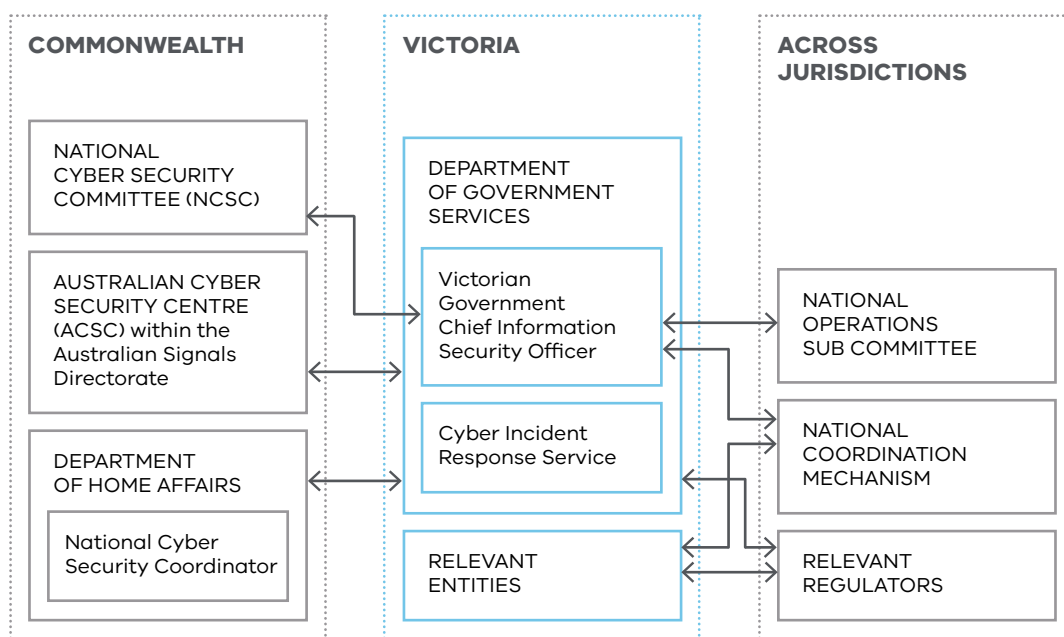 COMMONWEALTH
NATIONAL
CYBER SECURITY
COMMITTEE (NCSC)
AUSTRALIAN CYBER
SECURITY CENTRE
(ACSC) within the
Australian Signals
Directorate
DEPARTMENT
OF HOME AFFAIRS
National Cyber
Security Coordinator
VICTORIA
DEPARTMENT
OF GOVERNMENT
SERVICES
Victorian
Government
Chief Information
Security Officer
Cyber Incident
Response Service
RELEVANT
ENTITIES
ACROSS
JURISDICTIONS
NATIONAL
OPERATIONS
SUB COMMITTEE
NATIONAL
COORDINATION
MECHANISM
RELEVANT
REGULATORS